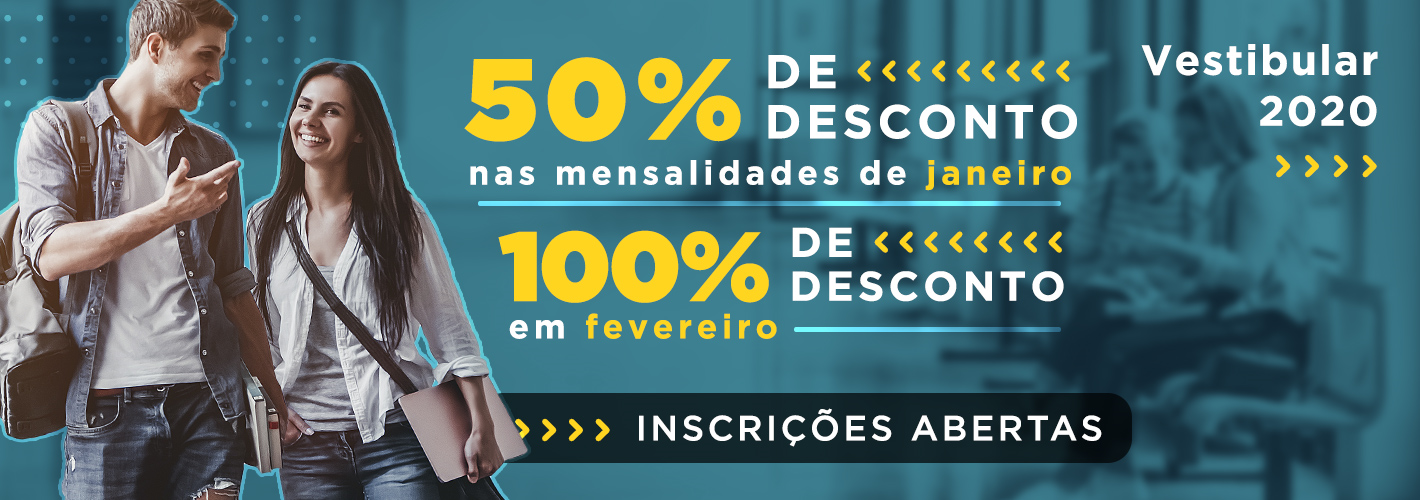 50% DE
DESCONTO
nas mensalidades de janeiro
100% DE
DESCONTO
em fevereiro
INSCRIÇÕES ABERTAS
Vestibular
2020